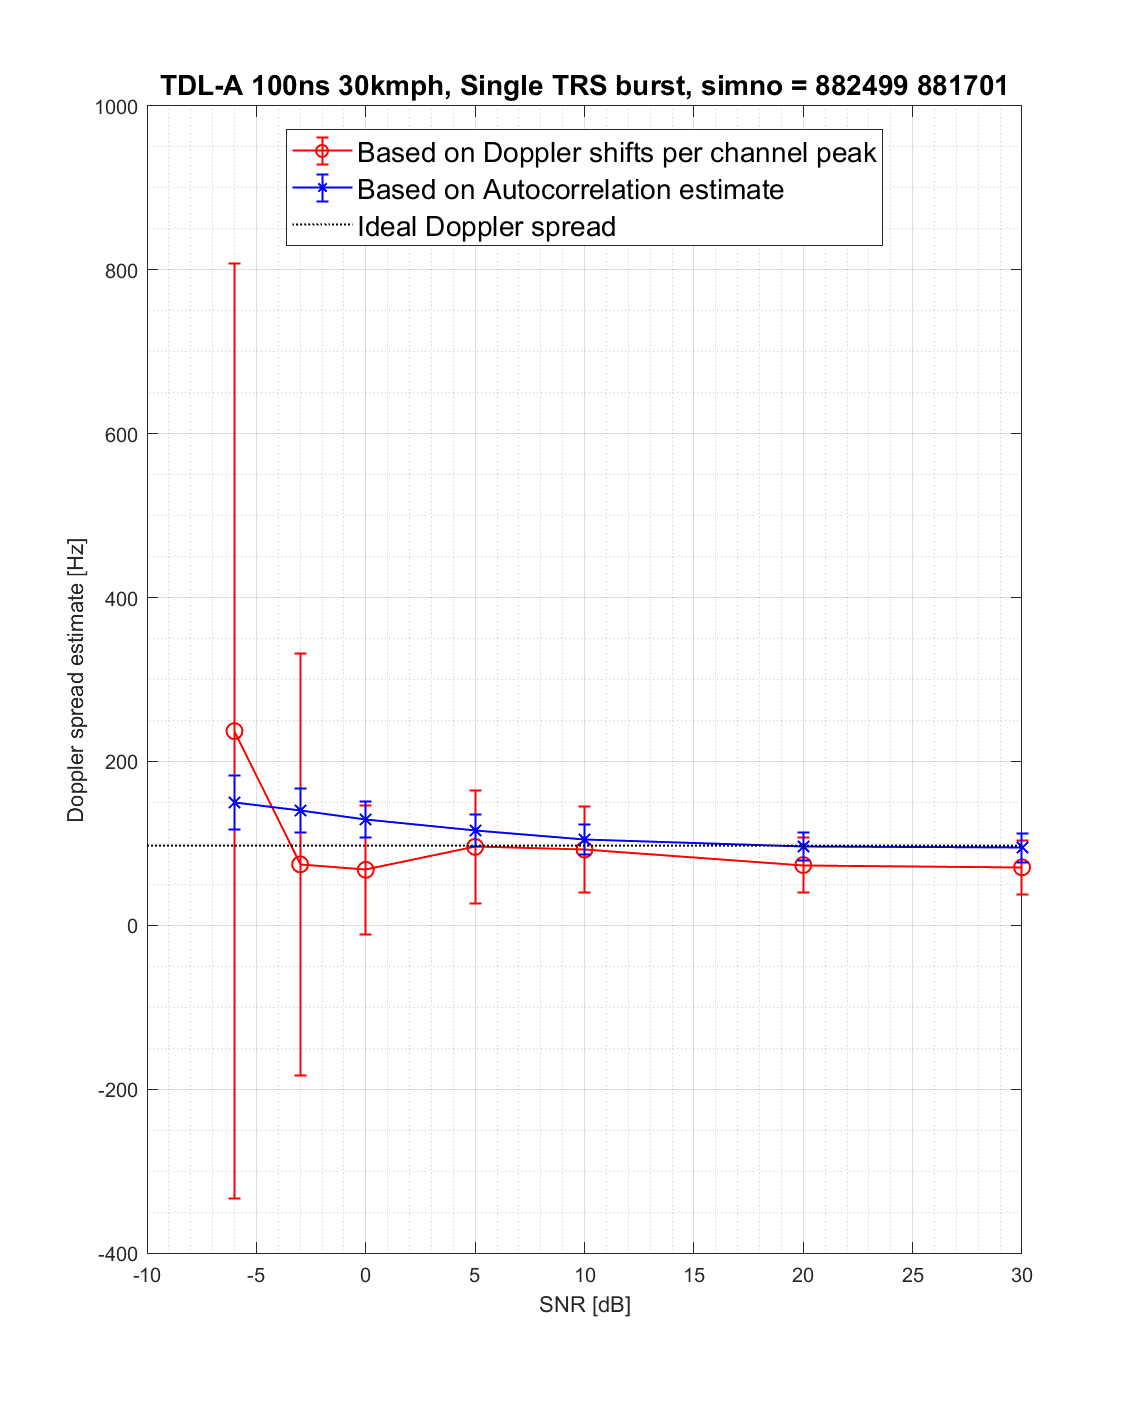 TDL-A 100ns 30kmph, Single TRS burst, simno = 882499 881701
Based on Doppler shifts per channel peak
Based on Autocorrelation estimate
Ideal Doppler spread
Doppler spread estimate [Hz]
1000
800
600
400
200
0
-200
-400
-10 -5 0 5 10 15 20 25 30
SNR [dB]